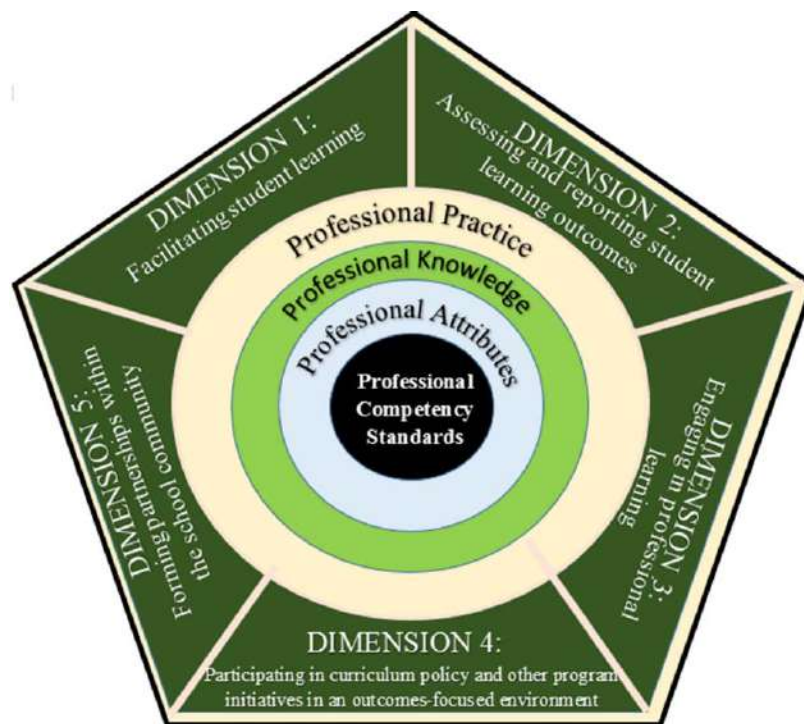 DIMENSION 1:
Facilitating student learning
DIMENSION 2:
Assessing and reporting student
learning outcomes
Professional Practice
Professional Knowledge
Professional Attributes
Professional
Competency
Standards
DIMENSION 3:
Engaging in professional
learning
DIMENSION 4:
Participating in curriculum policy and other program
initiatives in an outcomes-focused environment
DIMENSION 5:
Forming partnerships within
the school community